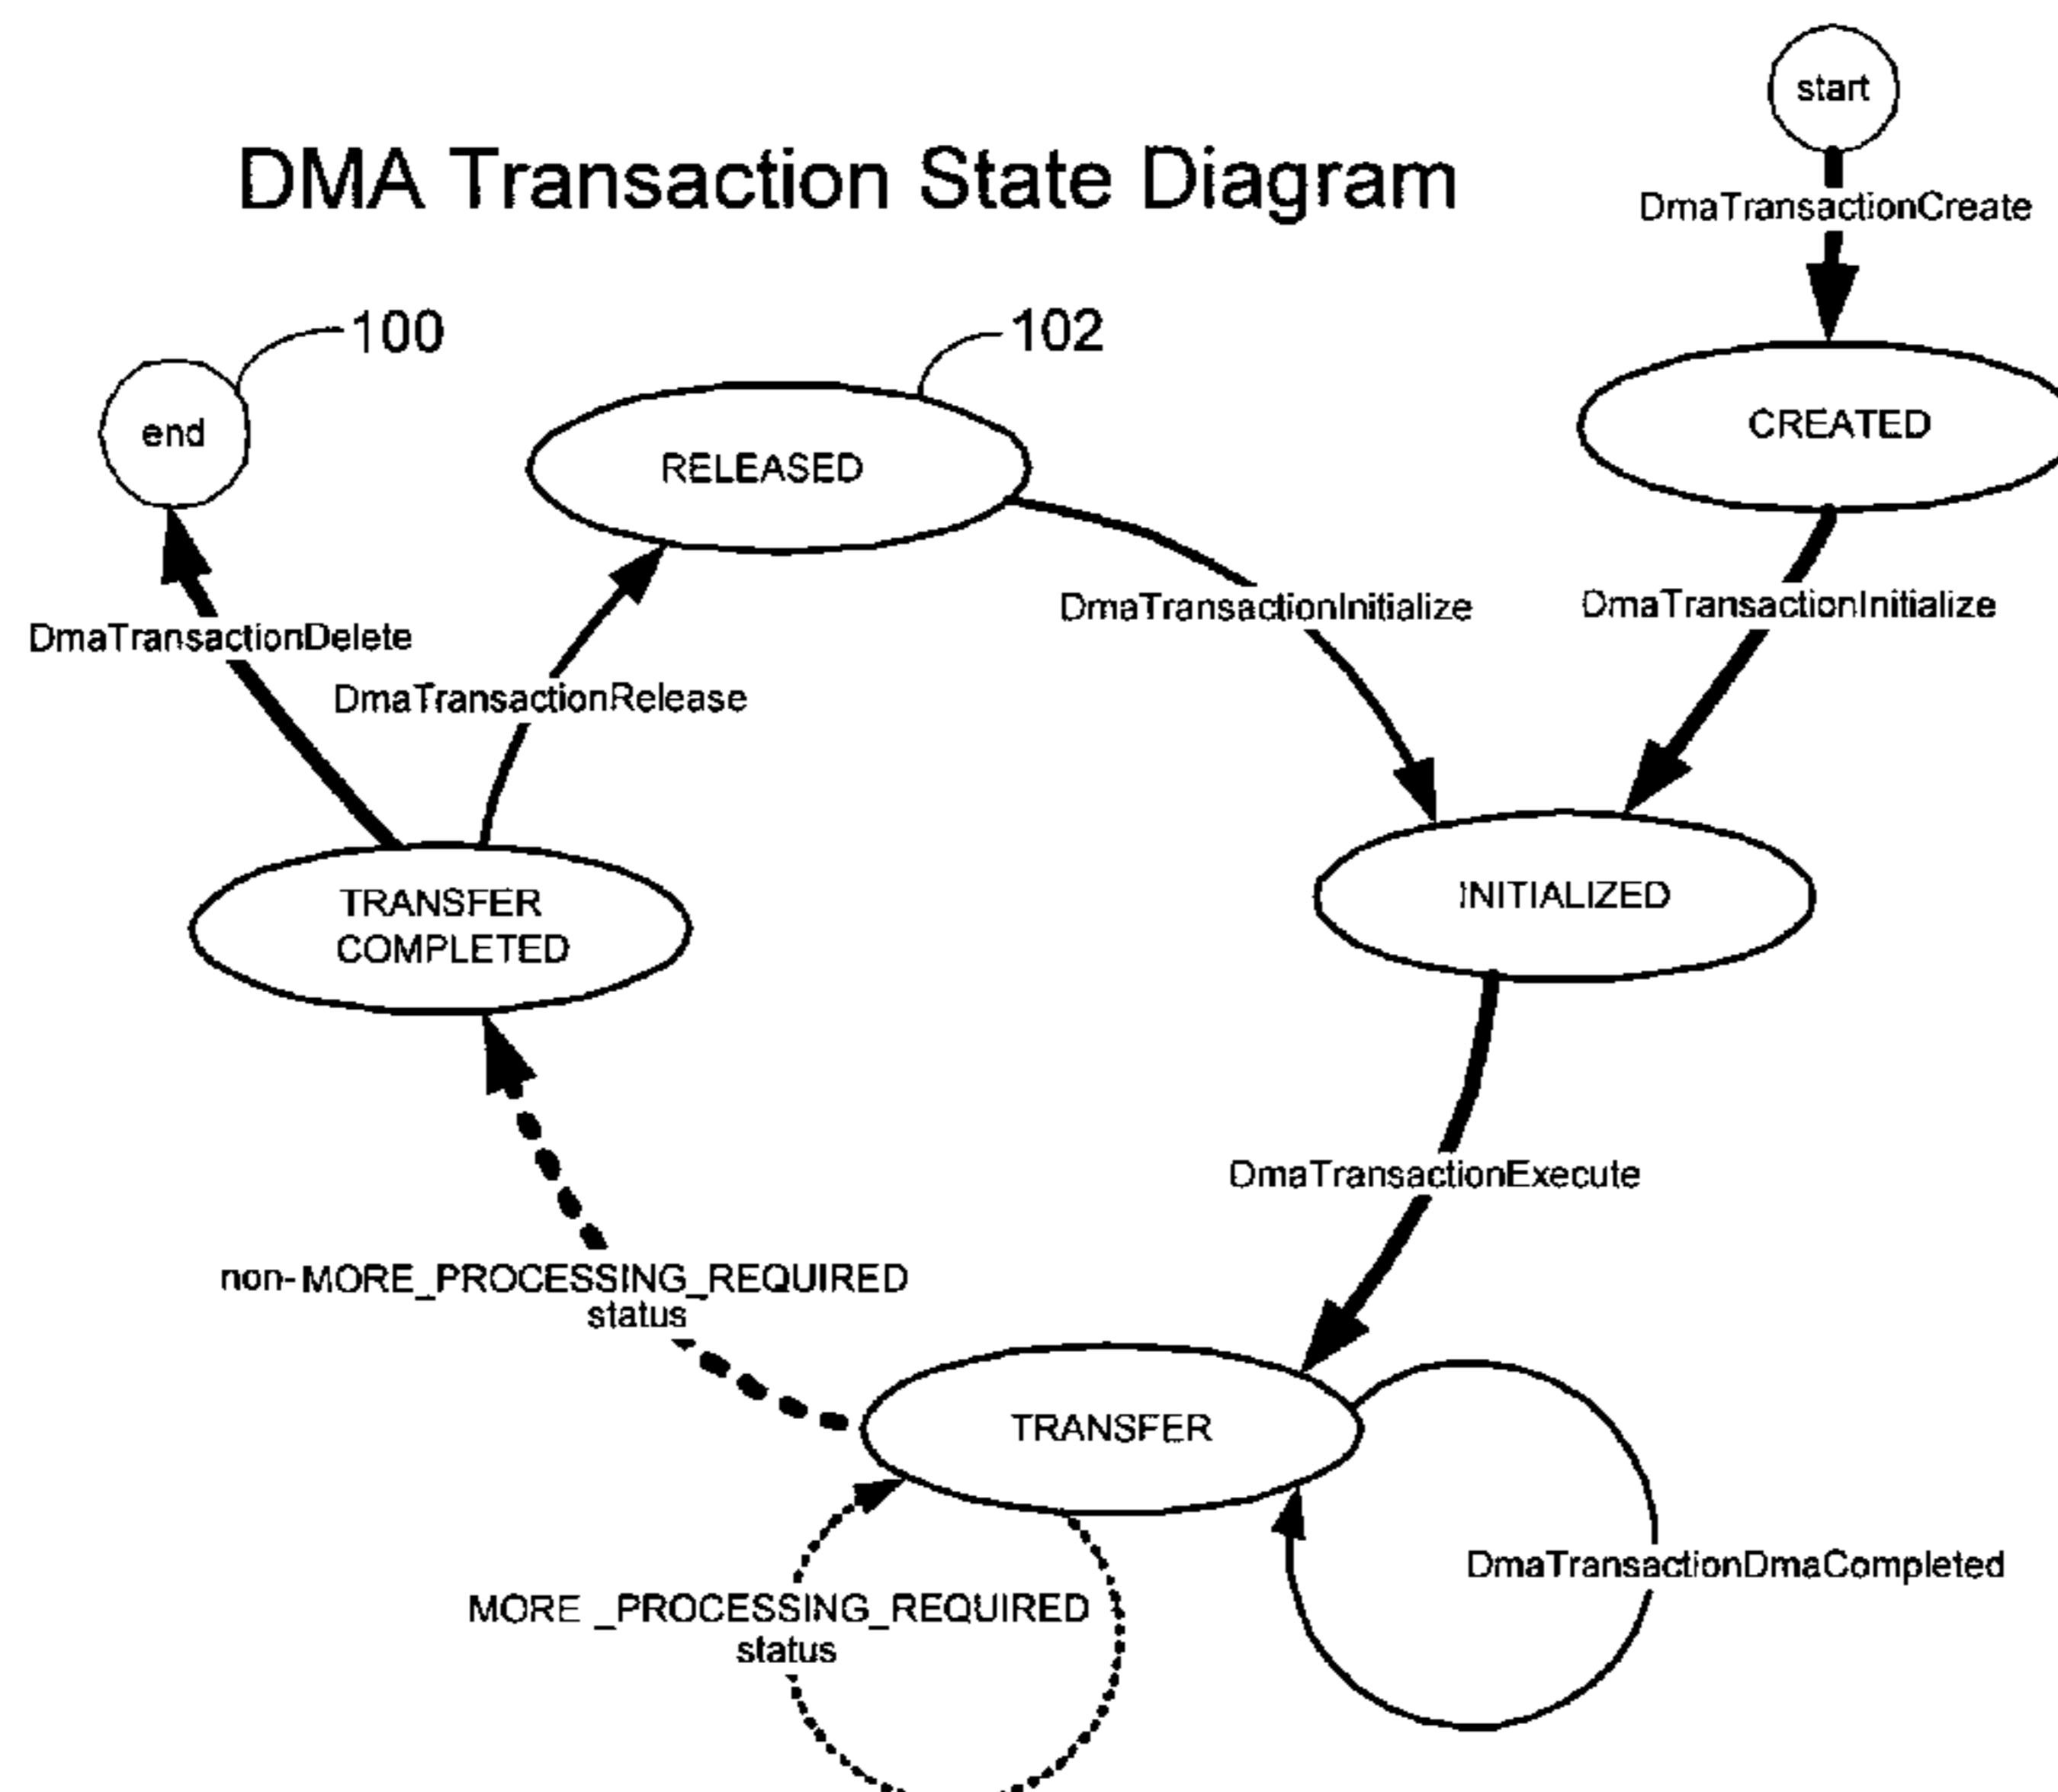 start
DMA Transaction State Diagram
DmaTransactionCreate
100
102
end
RELEASED
CREATED
DmaTransactionInitialize
DmaTransactionInitialize
DmaTransactionDelete
DmaTransactionRelease
TRANSFER
COMPLETED
INITIALIZED
DmaTransactionExecute
non-MORE_PROCESSING_REQUIRED
status
TRANSFER
DmaTransactionDmaCompleted
MORE _PROCESSING_REQUIRED
status